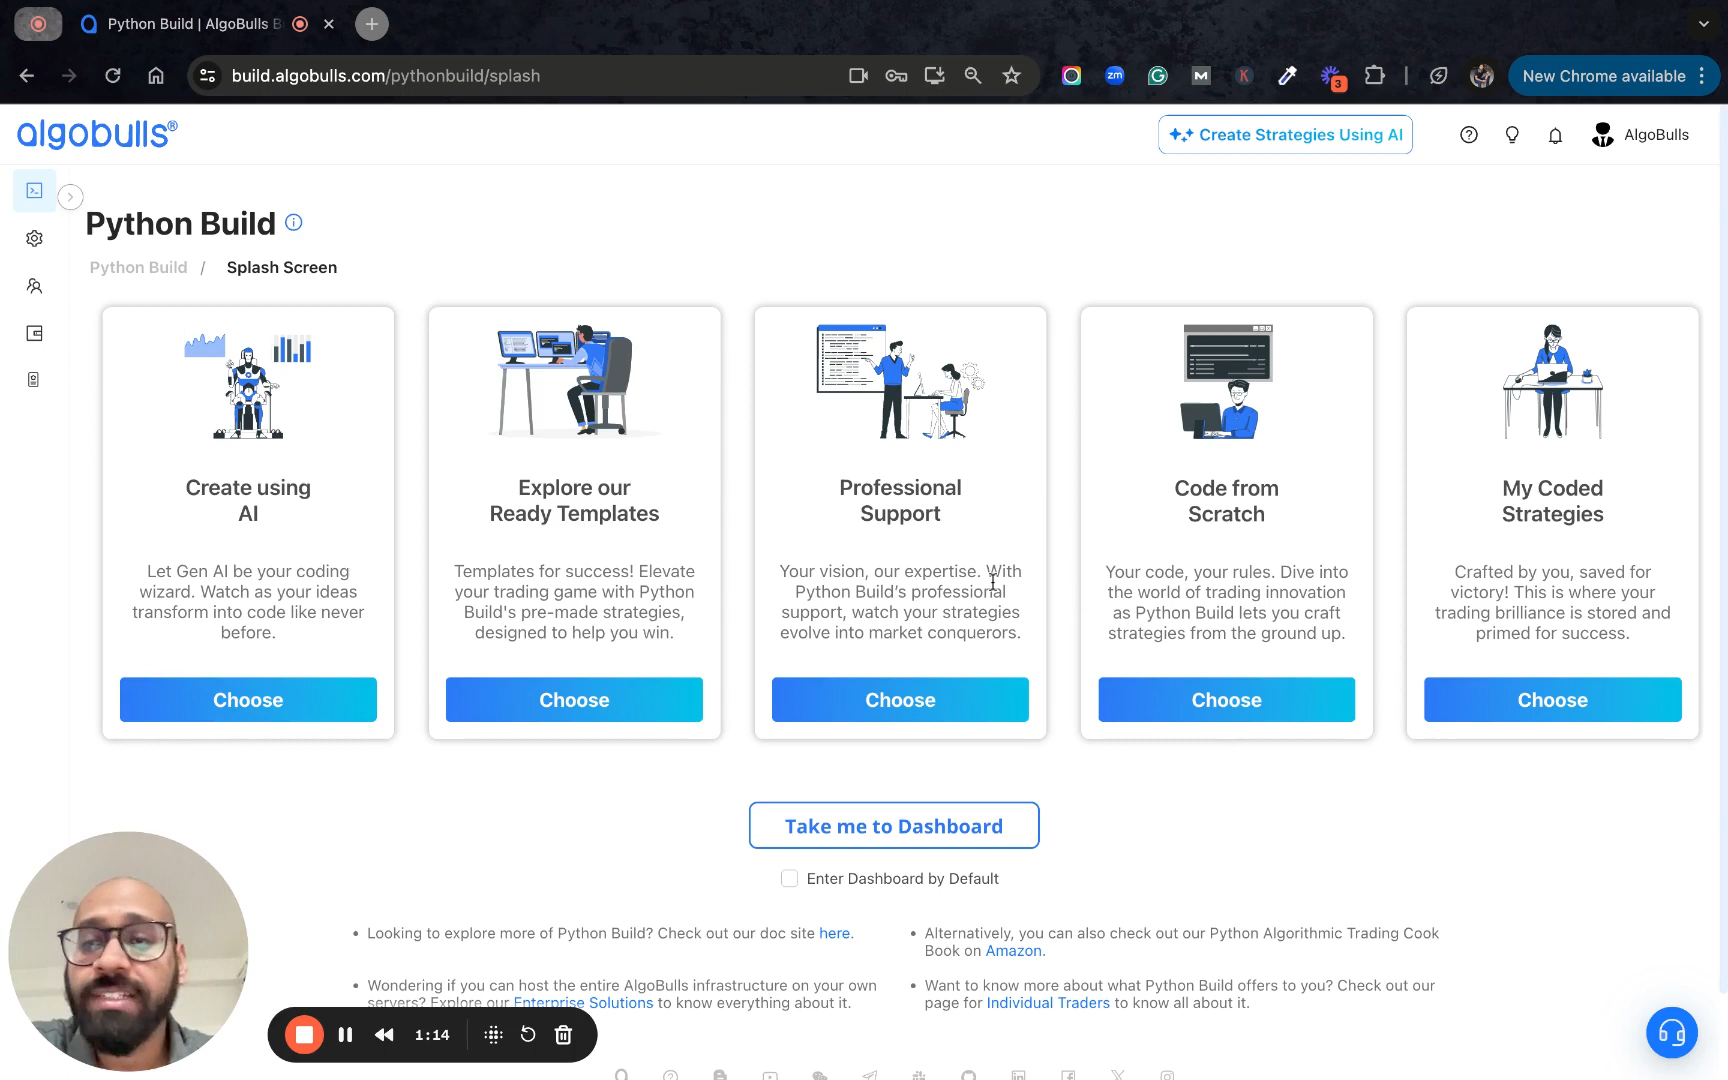 Python Build | AlgoBulls B
build.algobulls.com/pythonbuild/splash
zm
M
K
3
New Chrome available
algobulls®
Create Strategies Using AI
AlgoBulls
Python Build
Python Build / Splash Screen
Create using
AI
Let Gen AI be your coding
wizard. Watch as your ideas
transform into code like never
before.
Choose
Explore our
Ready Templates
Templates for success! Elevate
your trading game with Python
Build's pre-made strategies,
designed to help you win.
Choose
Professional
Support
Your vision, our expertise. With
Python Build's professional
support, watch your strategies
evolve into market conquerors.
Choose
Code from
Scratch
Your code, your rules. Dive into
the world of trading innovation
as Python Build lets you craft
strategies from the ground up.
Choose
My Coded
Strategies
Crafted by you, saved for
victory! This is where your
trading brilliance is stored and
primed for success.
Choose
Take me to Dashboard
Enter Dashboard by Default
• Looking to explore more of Python Build? Check out our doc site here.
• Wondering if you can host the entire AlgoBulls infrastructure on your own
servers? Explore our Enterprise Solutions to know everything about it.
• Alternatively, you can also check out our Python Algorithmic Trading Cook
Book on Amazon.
• Want to know more about what Python Build offers to you? Check out our
page for Individual Traders to know all about it.
1:14